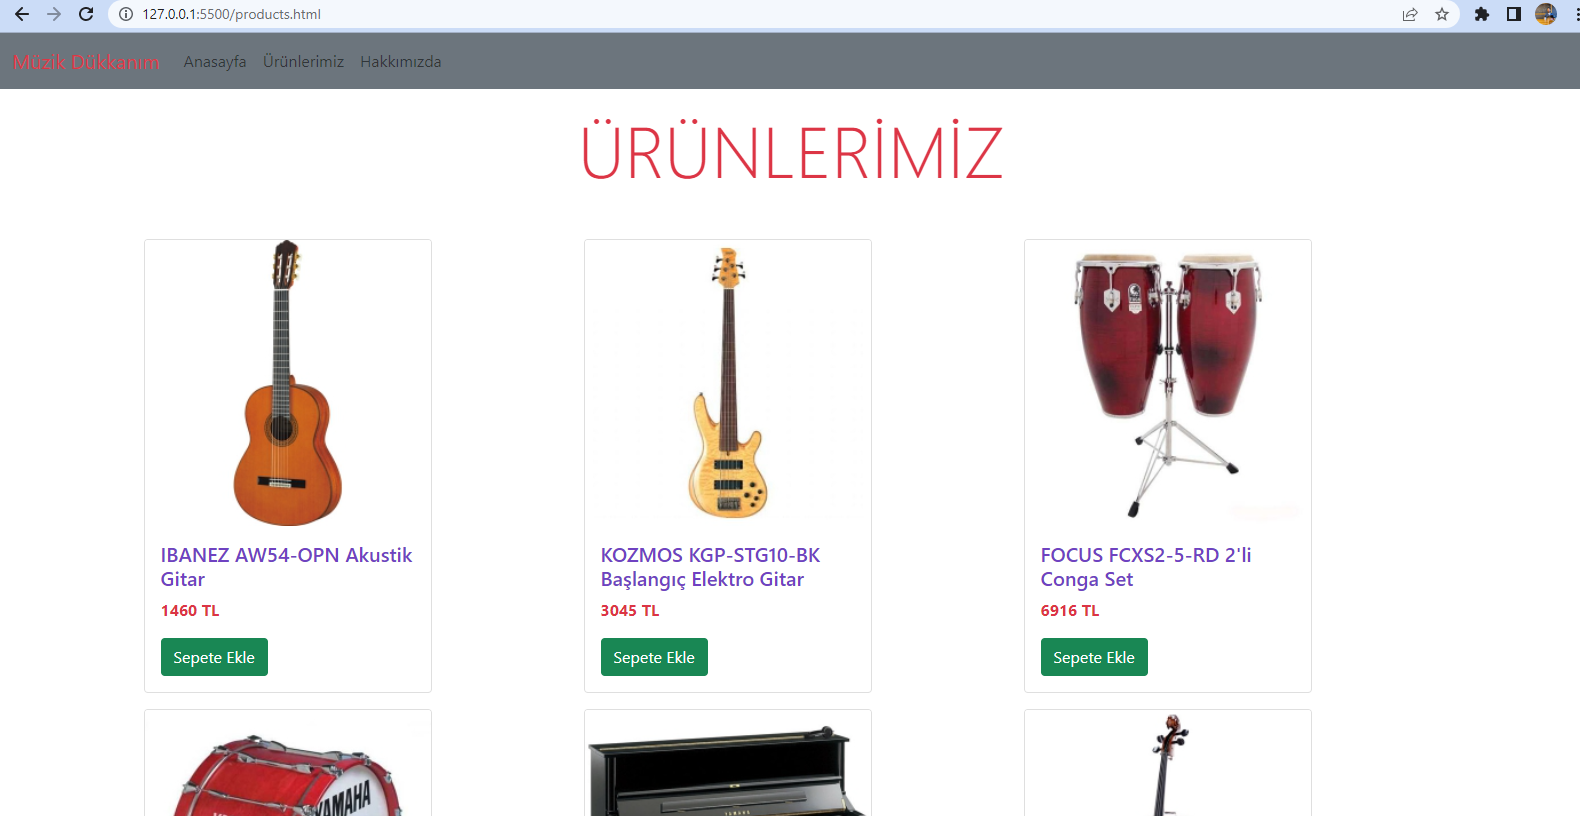 127.0.0.1:5500/products.html
Müzik Dükkanım Anasayfa Ürünlerimiz Hakkımızda
ÜRÜNLERİMİZ
IBANEZ AW54-OPN Akustik
Gitar
1460 TL
Sepete Ekle
KOZMOS KGP-STG10-BK
Başlangıç Elektro Gitar
3045 TL
Sepete Ekle
FOCUS FCXS2-5-RD 2'li
Conga Set
6916 TL
Sepete Ekle
YAMAHA
YAMAHA